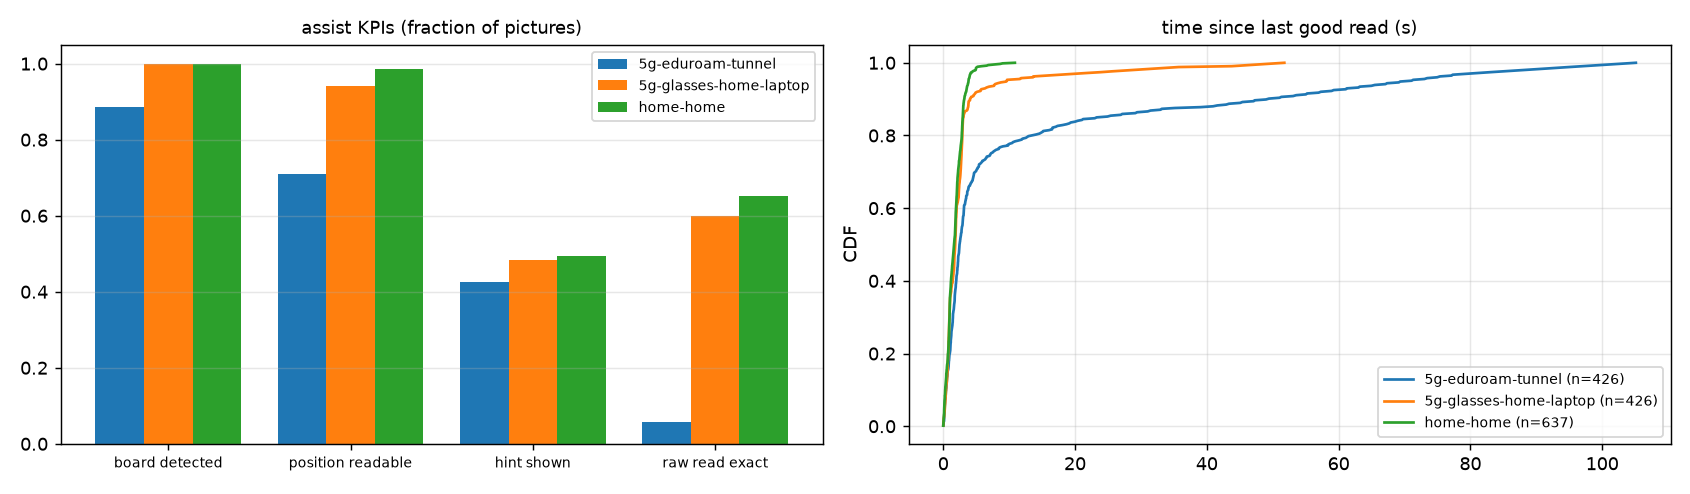 assist KPIs (fraction of pictures)
1.0
0.8
0.6
0.4
0.2
0.0
board detected
position readable
hint shown
raw read exact
5g-eduroam-tunnel
5g-glasses-home-laptop
home-home
time since last good read (s)
CDF
1.0
0.8
0.6
0.4
0.2
0.0
0
20
40
60
80
100
5g-eduroam-tunnel (n=426)
5g-glasses-home-laptop (n=426)
home-home (n=637)